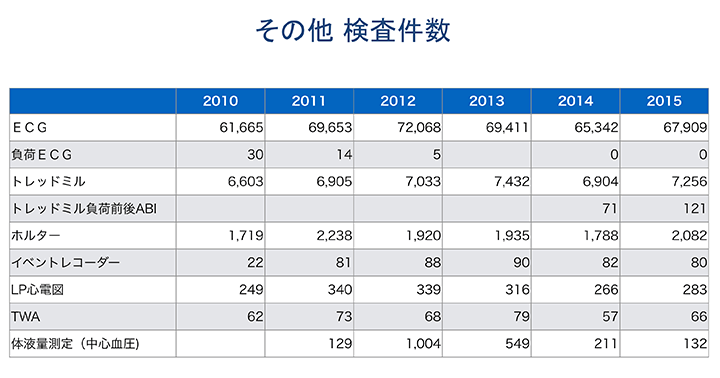 その他 検査件数
2010 2011 2012 2013 2014 2015
ＥＣＧ 61,665 69,653 72,068 69,411 65,342 67,909
負荷ＥＣＧ 30 14 5 0 0
トレッドミル 6,603 6,905 7,033 7,432 6,904 7,256
トレッドミル負荷前後ABI 71 121
ホルター 1,719 2,238 1,920 1,935 1,788 2,082
イベントレコーダー 22 81 88 90 82 80
LP心電図 249 340 339 316 266 283
TWA 62 73 68 79 57 66
体液量測定（中心血圧) 129 1,004 549 211 132